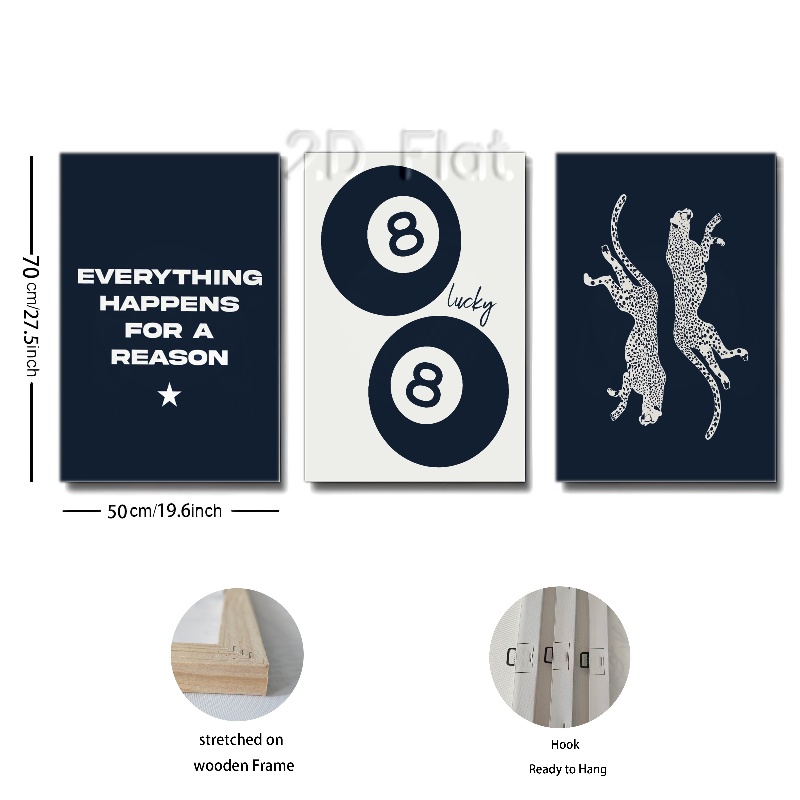 2D Flat
EVERYTHING
HAPPENS
FOR A
REASON
8
lucky
8
70 cm/27.5inch
50cm/19.6inch
stretched on
wooden Frame
Hook
Ready to Hang